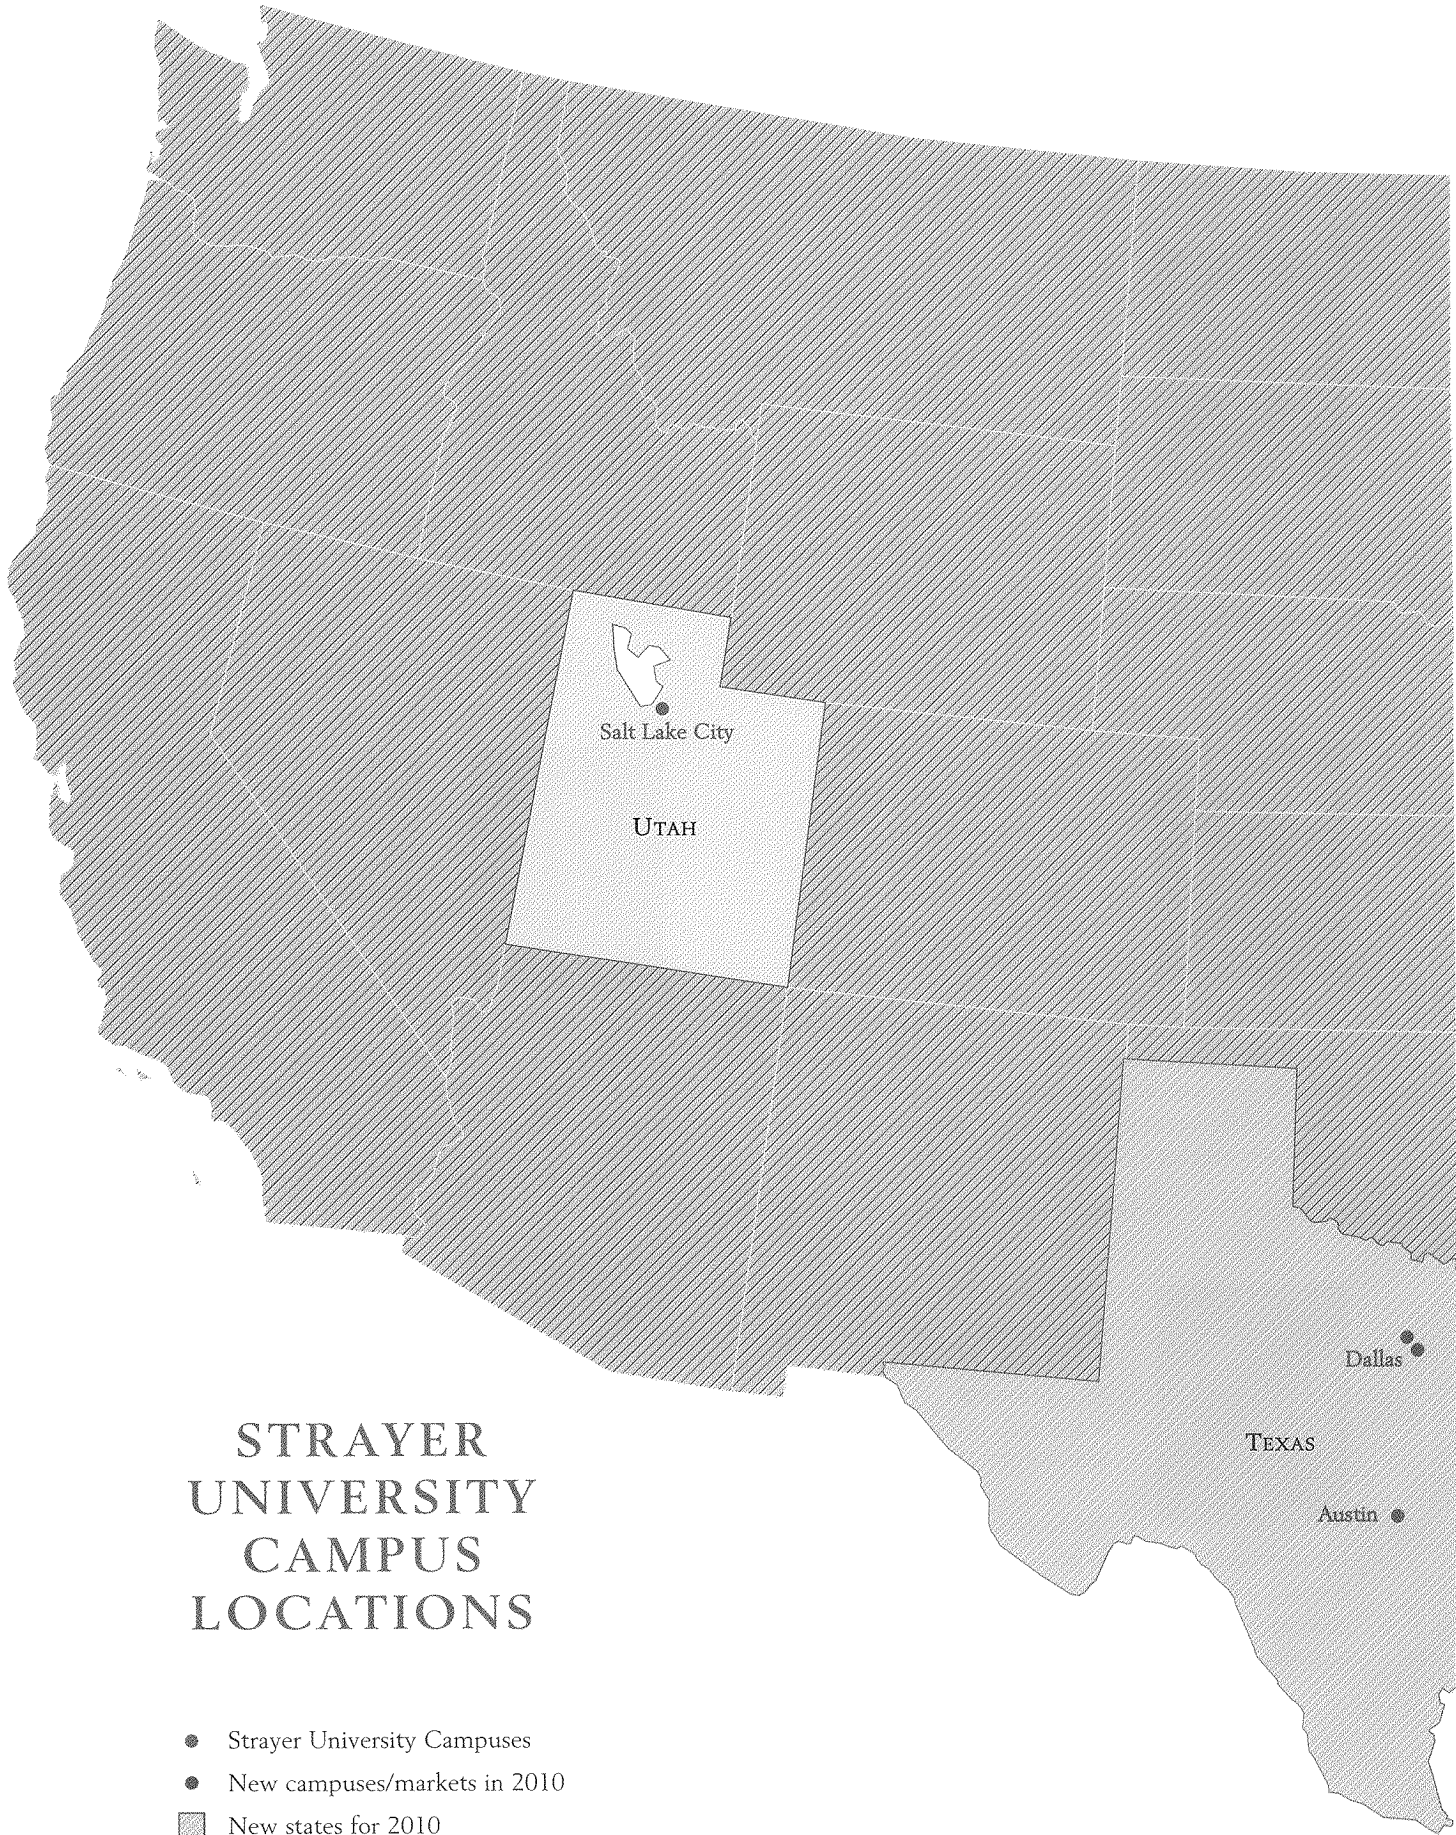 Salt Lake City
UTAH
Dallas
TEXAS
Austin
STRAYER
UNIVERSITY
CAMPUS
LOCATIONS
Strayer University Campuses
New campuses/markets in 2010
New states for 2010